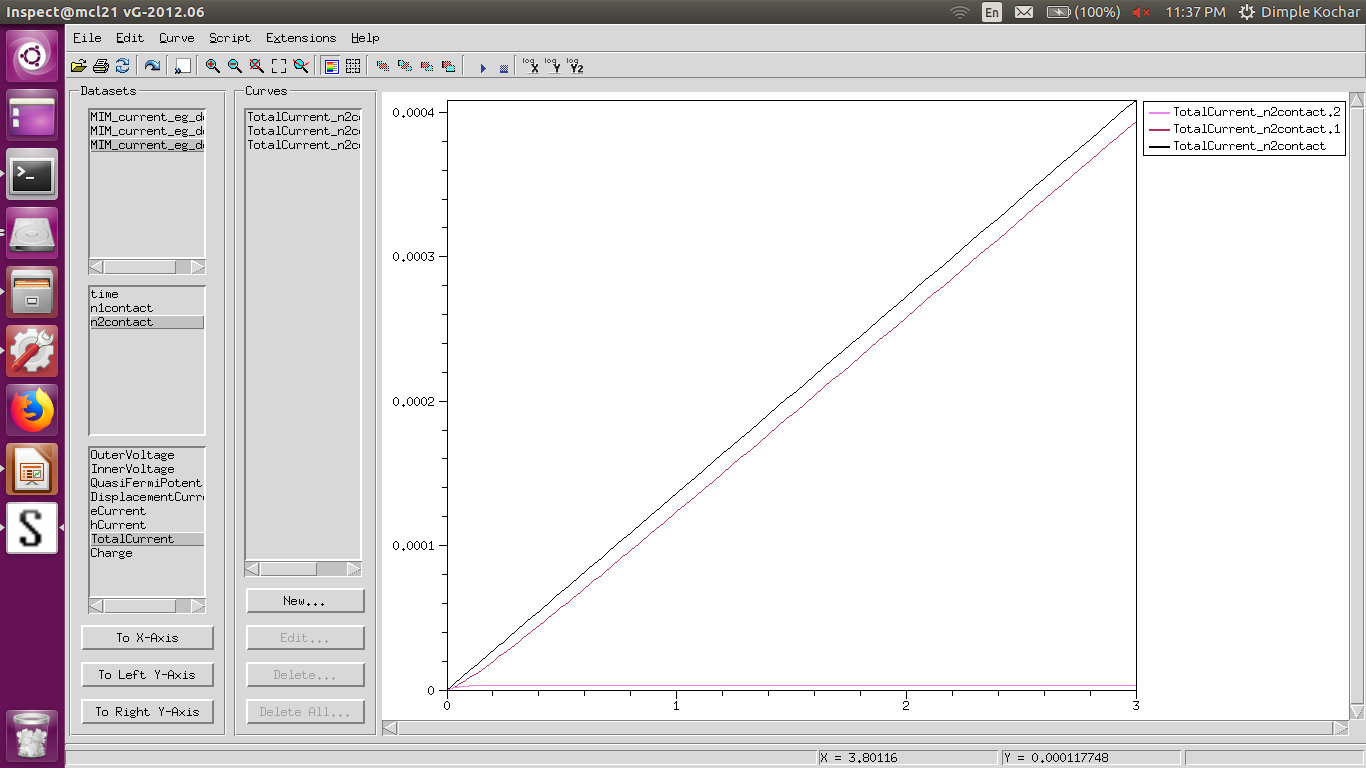 Inspect@mcl21 vG-2012.06
En
(100%)
11:37 PM
Dimple Kochar
File Edit Curve Script Extensions Help
log X log Y log Y2
Datasets
MIM_current_eg_de
MIM_current_eg_de
MIM_current_eg_de
time
n1contact
n2contact
OuterVoltage
InnerVoltage
QuasiFermiPotent
DisplacementCurre
eCurrent
hCurrent
TotalCurrent
Charge
To X-Axis
To Left Y-Axis
To Right Y-Axis
Curves
TotalCurrent_n2co
TotalCurrent_n2co
TotalCurrent_n2co
New...
Edit...
Delete...
Delete All...
0.0004
0.0003
0.0002
0.0001
0
0 1 2 3
TotalCurrent_n2contact.2
TotalCurrent_n2contact.1
TotalCurrent_n2contact
X = 3.80116
Y = 0.000117748
>_
S